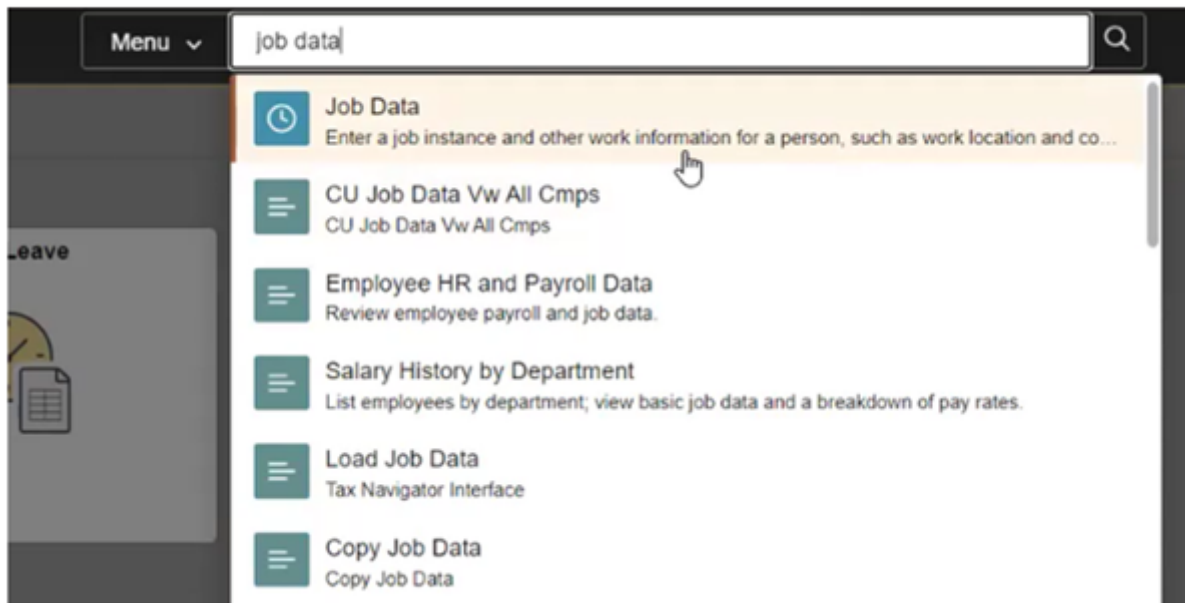 Menu
job data
Job Data
Enter a job instance and other work information for a person, such as work location and co...
CU Job Data Vw All Cmps
CU Job Data Vw All Cmps
Leave
Employee HR and Payroll Data
Review employee payroll and job data.
Salary History by Department
List employees by department; view basic job data and a breakdown of pay rates.
Load Job Data
Tax Navigator Interface
Copy Job Data
Copy Job Data